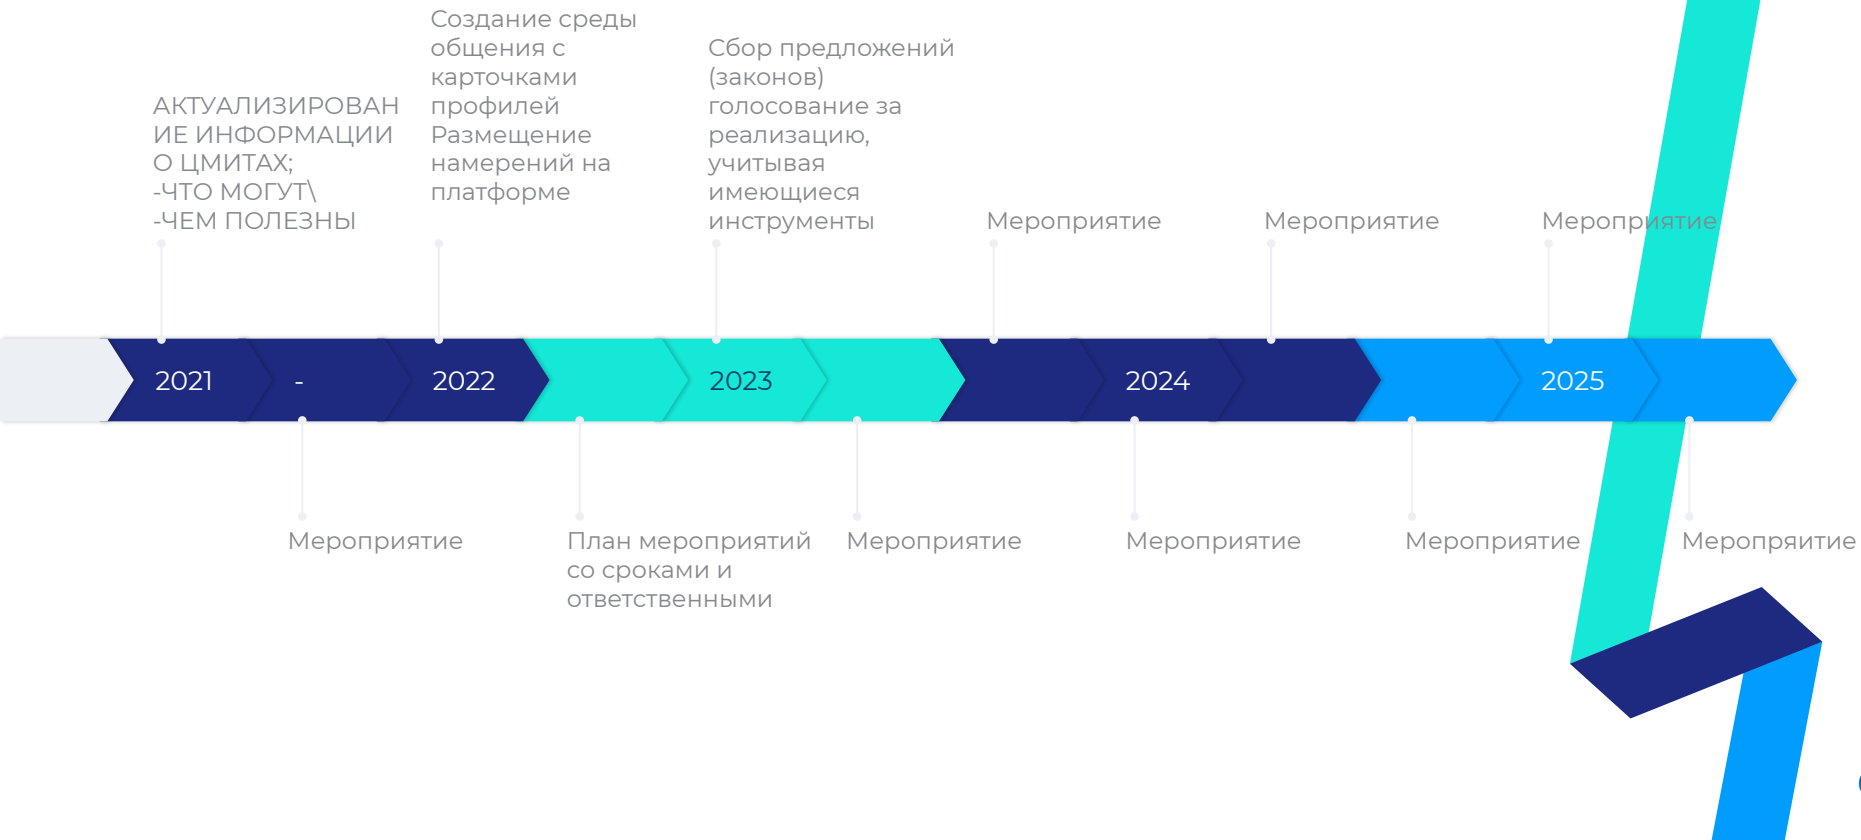 АКТУАЛИЗИРОВАН
ИЕ ИНФОРМАЦИИ
О ЦМИТАХ;
-ЧТО МОГУТ\
-ЧЕМ ПОЛЕЗНЫ
Создание среды
общения с
карточками
профилей
Размещение
намерений на
платформе
Сбор предложений
(законов)
голосование за
реализацию,
учитывая
имеющиеся
инструменты
Мероприятие
Мероприятие
Мероприятие
2021
-
2022
2023
2024
2025
Мероприятие
План мероприятий
со сроками и
ответственными
Мероприятие
Мероприятие
Мероприятие
Меропряитие